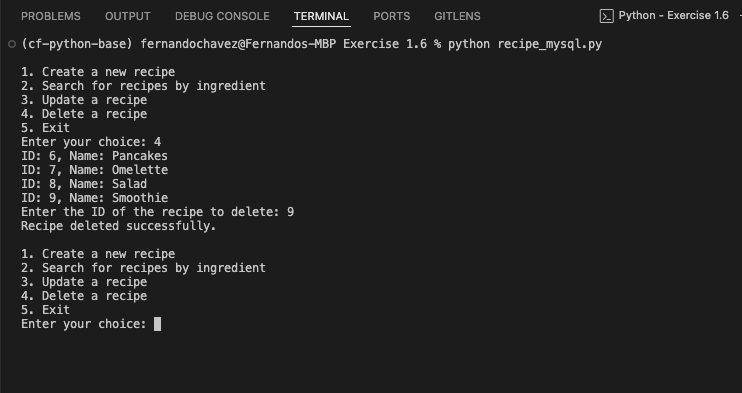 PROBLEMS OUTPUT DEBUG CONSOLE TERMINAL PORTS GITLENS Python - Exercise 1.6
(cf-python-base) fernandochavez@Fernandos-MBP Exercise 1.6 % python recipe_mysql.py
1. Create a new recipe
2. Search for recipes by ingredient
3. Update a recipe
4. Delete a recipe
5. Exit
Enter your choice: 4
ID: 6, Name: Pancakes
ID: 7, Name: Omelette
ID: 8, Name: Salad
ID: 9, Name: Smoothie
Enter the ID of the recipe to delete: 9
Recipe deleted successfully.
1. Create a new recipe
2. Search for recipes by ingredient
3. Update a recipe
4. Delete a recipe
5. Exit
Enter your choice: